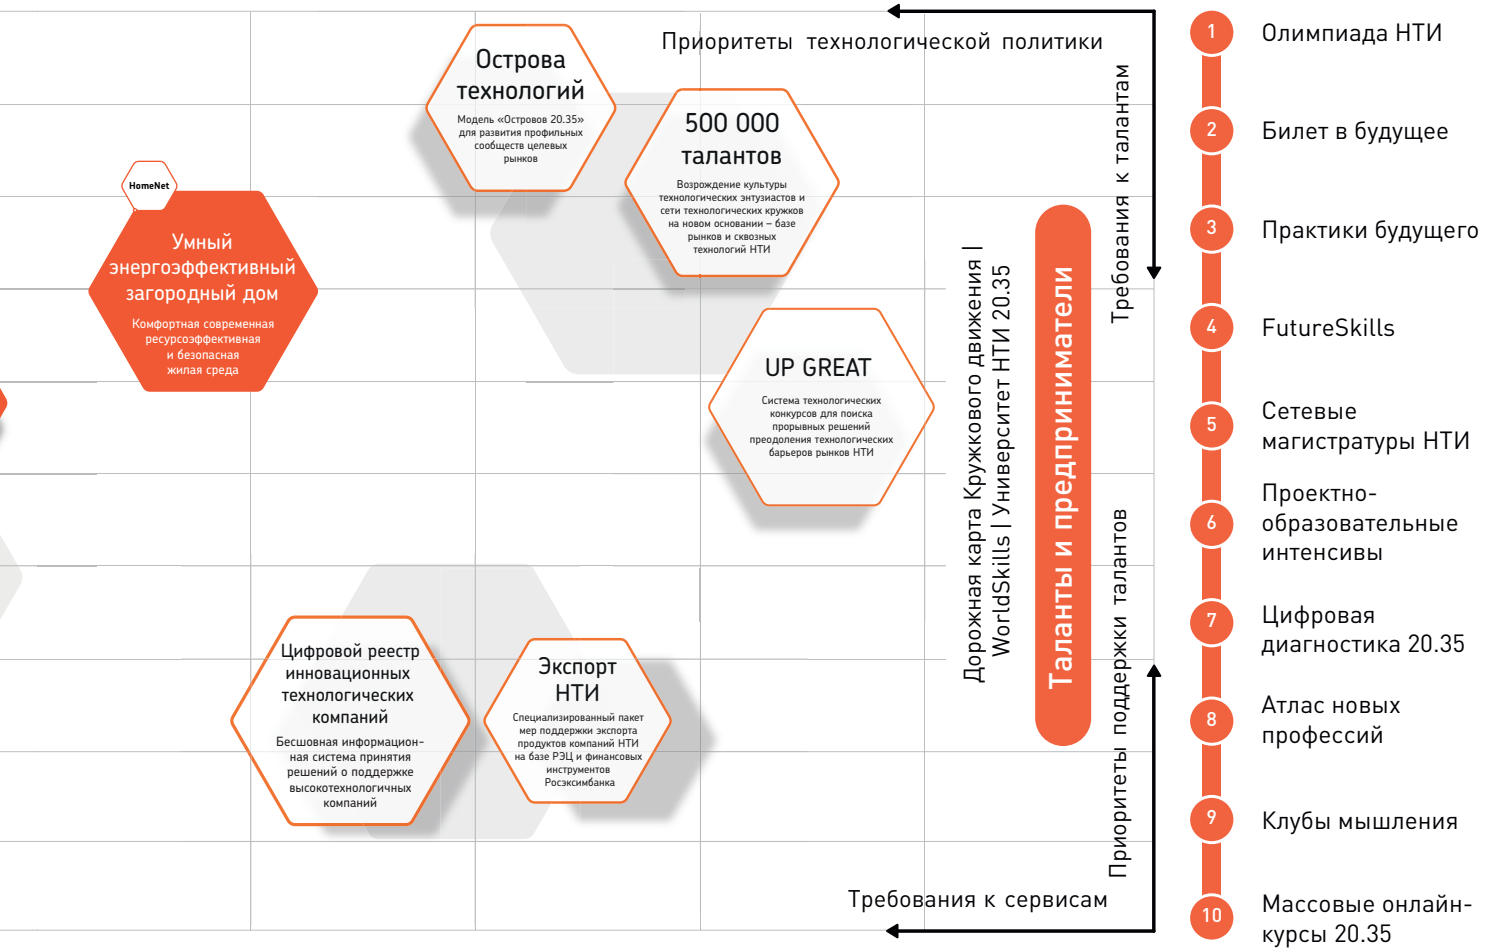 Приоритеты технологической политики
Острова
технологий
Модель «Островов 20.35»
для развития профильных
сообществ целевых
рынков
500 000
талантов
Возрождение культуры
технологических энтузиастов и
сети технологических кружков
на новом основании – базе
рынков и сквозных
технологий НТИ
HomeNet
Умный
энергоэффективный
загородный дом
Комфортная современная
ресурсоэффективная
и безопасная
жилая среда
UP GREAT
Система технологических
конкурсов для поиска
прорывных решений
преодоления технологических
барьеров рынков НТИ
Цифровой реестр
инновационных
технологических
компаний
Бесшовная информацион-
ная система принятия
решений о поддержке
высокотехнологичных
компаний
Экспорт
НТИ
Специализированный пакет
мер поддержки экспорта
продуктов компаний НТИ
на базе РЭЦ и финансовых
инструментов
Росэксимбанка
Дорожная карта Кружкового движения |
WorldSkills | Университет НТИ 20.35
Таланты и предприниматели
Требования к талантам
Приоритеты поддержки талантов
Требования к сервисам
1 Олимпиада НТИ
2 Билет в будущее
3 Практики будущего
4 FutureSkills
5 Сетевые
магистратуры НТИ
6 Проектно-
образовательные
интенсивы
7 Цифровая
диагностика 20.35
8 Атлас новых
профессий
9 Клубы мышления
10 Массовые онлайн-
курсы 20.35